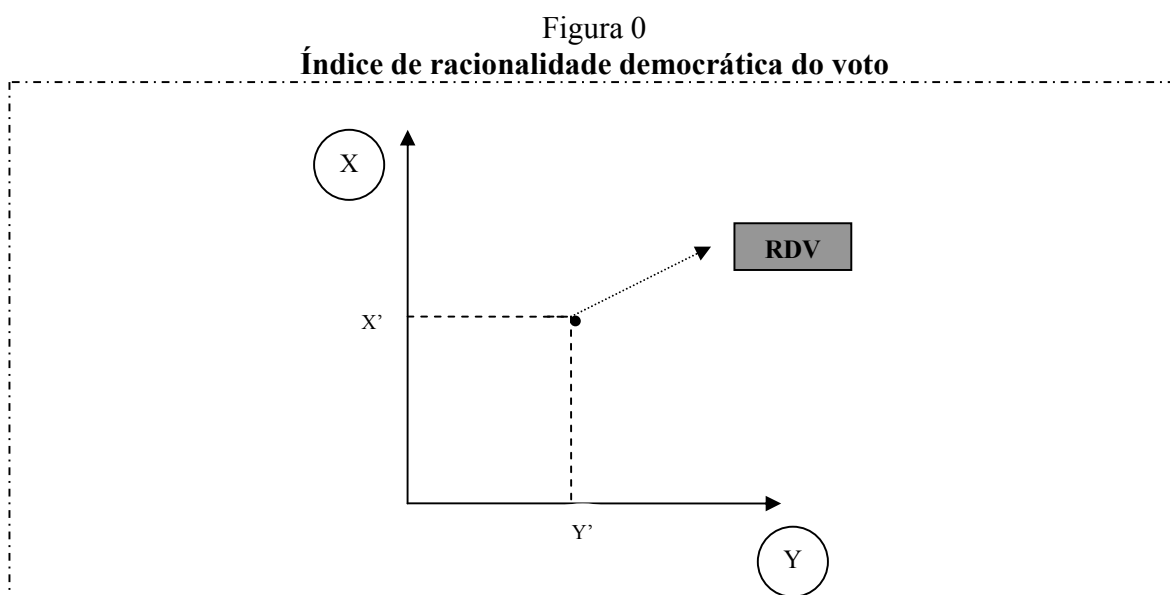 Figura 0
Índice de racionalidade democrática do voto
X
RDV
X’
Y’
Y